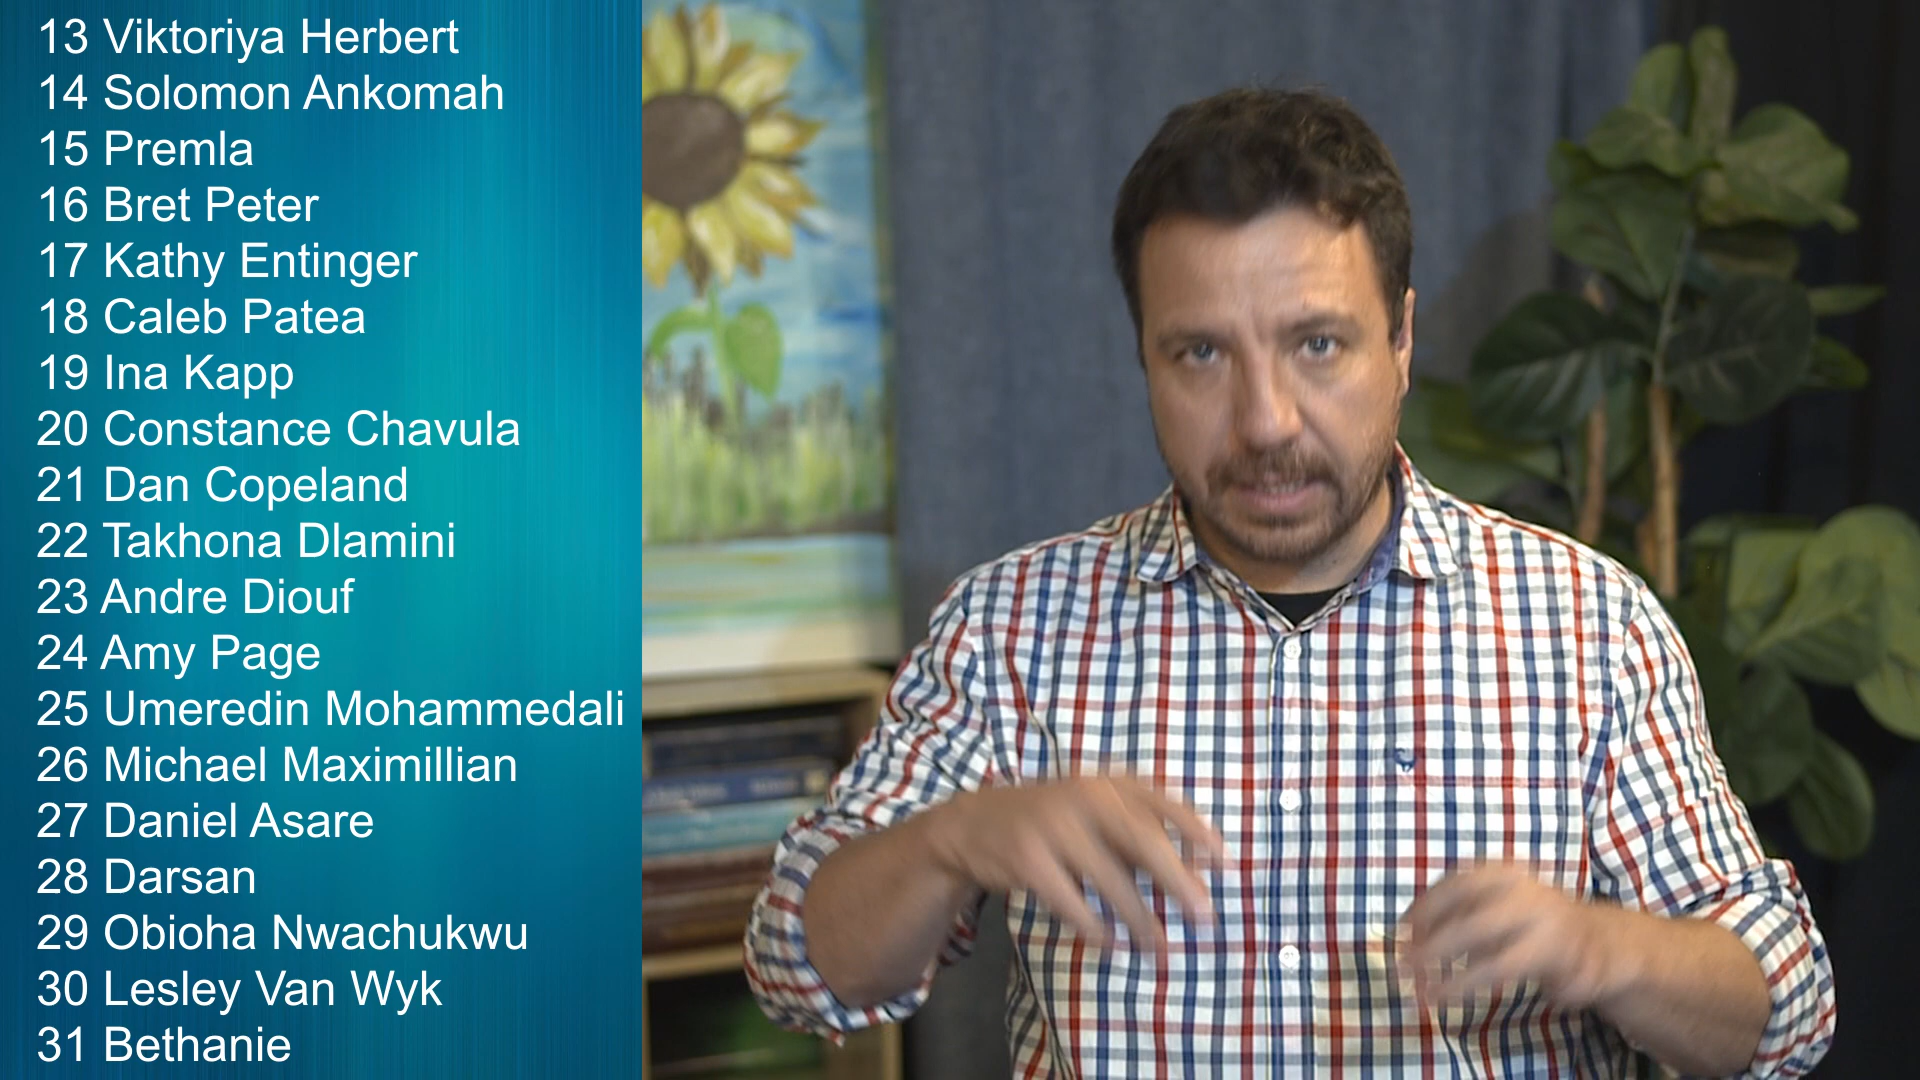 13 Viktoriya Herbert
14 Solomon Ankomah
15 Premla
16 Bret Peter
17 Kathy Entinger
18 Caleb Patea
19 Ina Kapp
20 Constance Chavula
21 Dan Copeland
22 Takhona Dlamini
23 Andre Diouf
24 Amy Page
25 Umeredin Mohammedali
26 Michael Maximillian
27 Daniel Asare
28 Darsan
29 Obioha Nwachukwu
30 Lesley Van Wyk
31 Bethanie